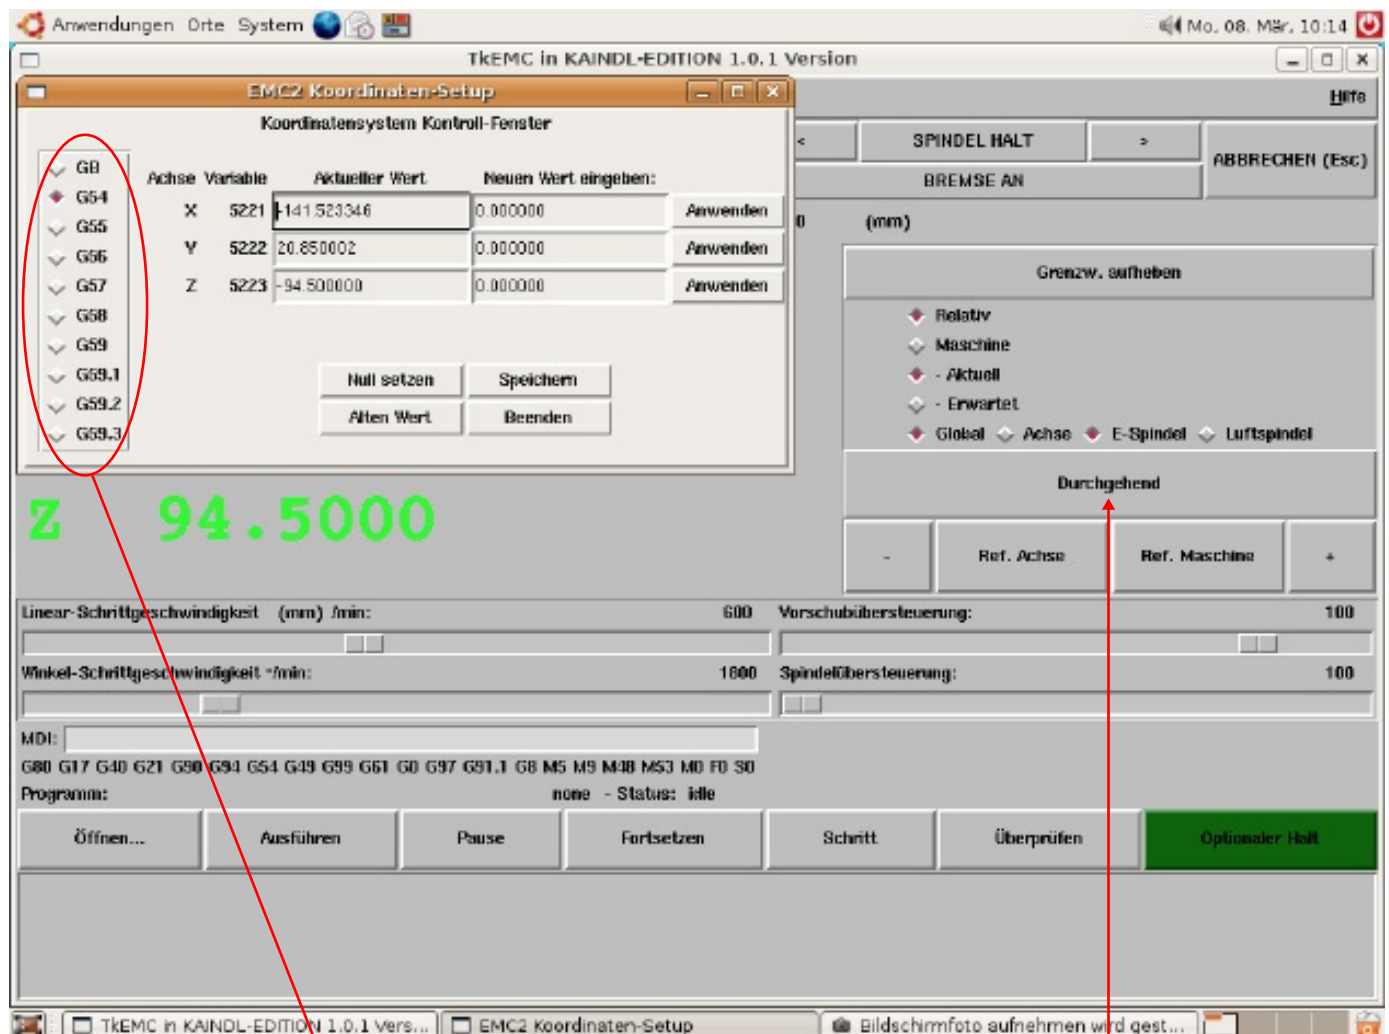 Anwendungen Orte System Mo. 08. Mär, 10:14
TkEMC in KAINDL-EDITION 1.0.1 Version
EMC2 Koordinaten-Setup
Hilfe
Koordinatensystem Kontroll-Fenster
< SPINDEL HALT > ABBRECHEN (Esc)
BREMSE AN
Achse Variable Aktueller Wert Neuen Wert eingeben:
G8
G54
G55
G56
G57
G58
G59
G59.1
G59.2
G59.3
X 5221 -141.523346 0.000000 Anwenden
Y 5222 20.850002 0.000000 Anwenden
Z 5223 -94.500000 0.000000 Anwenden
Null setzen Speichern
Alten Wert Beenden
0 (mm)
Grenzw. aufheben
Relativ
Maschine
- Aktuell
- Erwartet
Global Achse E-Spindel Luftspindel
Durchgehend
- Ref. Achse Ref. Maschine +
Z 94.5000
Linear-Schrittgeschwindigkeit (mm) /min: 600 Vorschubübersteuerung: 100
Winkel-Schrittgeschwindigkeit °/min: 1800 Spindelübersteuerung: 100
MDI:
G80 G17 G40 G21 G90 G94 G54 G49 G99 G61 G0 G97 G91.1 G8 M5 M9 M48 M53 M0 F0 S0
Programm: none - Status: idle
Öffnen... Ausführen Pause Fortsetzen Schritt Überprüfen Optionaler Halt
TkEMC in KAINDL-EDITION 1.0.1 Vers... EMC2 Koordinaten-Setup Bildschirmfoto aufnehmen wird gest...